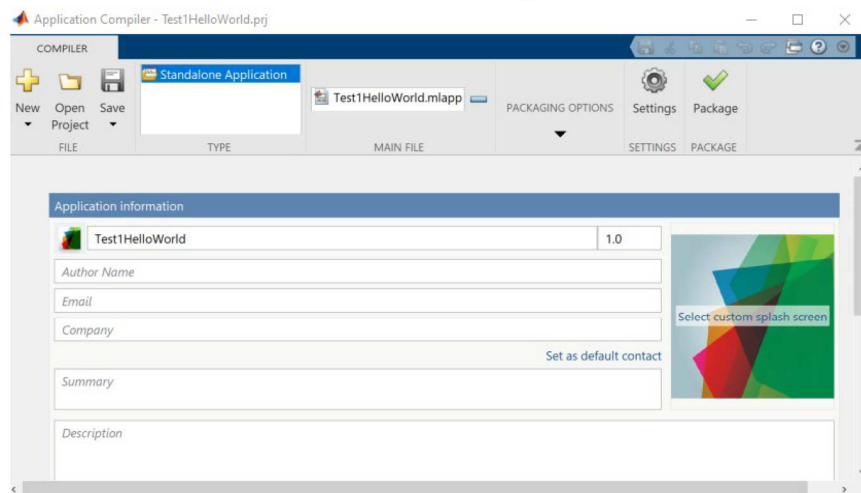 Application Compiler - Test1HelloWorld.prj
COMPILER
New
Open Project
Save
Standalone Application
Test1HelloWorld.mlapp
PACKAGING OPTIONS
Settings
Package
FILE
TYPE
MAIN FILE
SETTINGS
PACKAGE
Application information
Test1HelloWorld
1.0
Author Name
Email
Company
Select custom splash screen
Set as default contact
Summary
Description